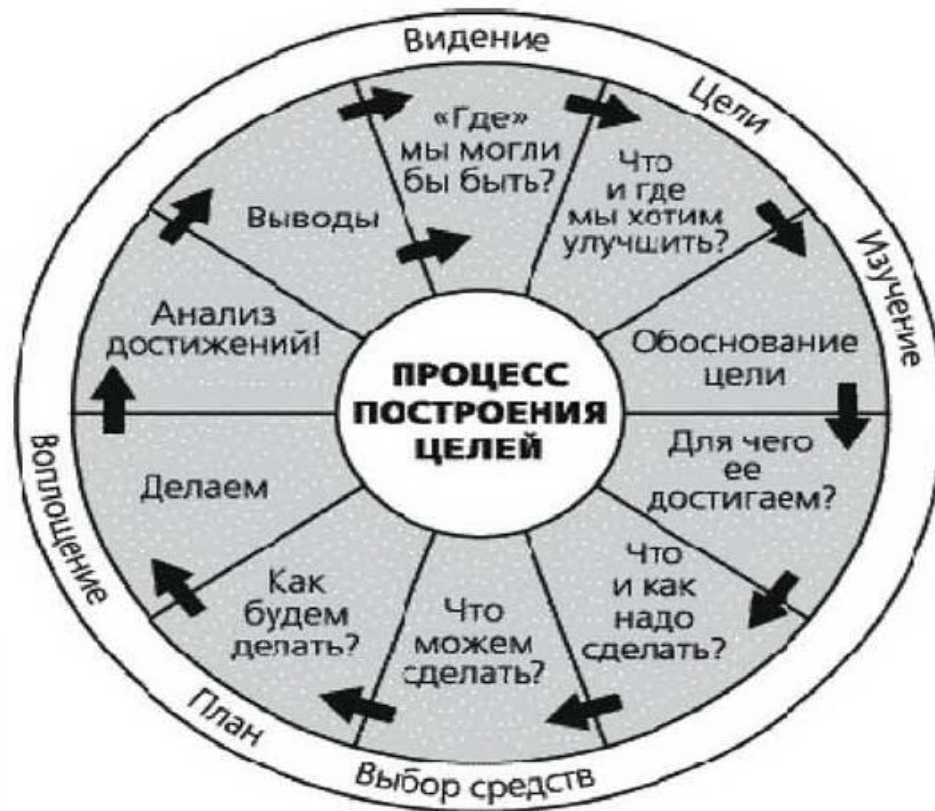 Видение
Цели
Изучение
Выбор средств
План
Воплощение
«Где»
мы могли
бы быть?
Что
и где
мы хотим
улучшить?
Обоснование
цели
Для чего
ее
достигаем?
Что
и как
надо
сделать?
Что
можем
сделать?
Как
будем
делать?
Делаем
Анализ
достижений!
Выводы
ПРОЦЕСС
ПОСТРОЕНИЯ
ЦЕЛЕЙ